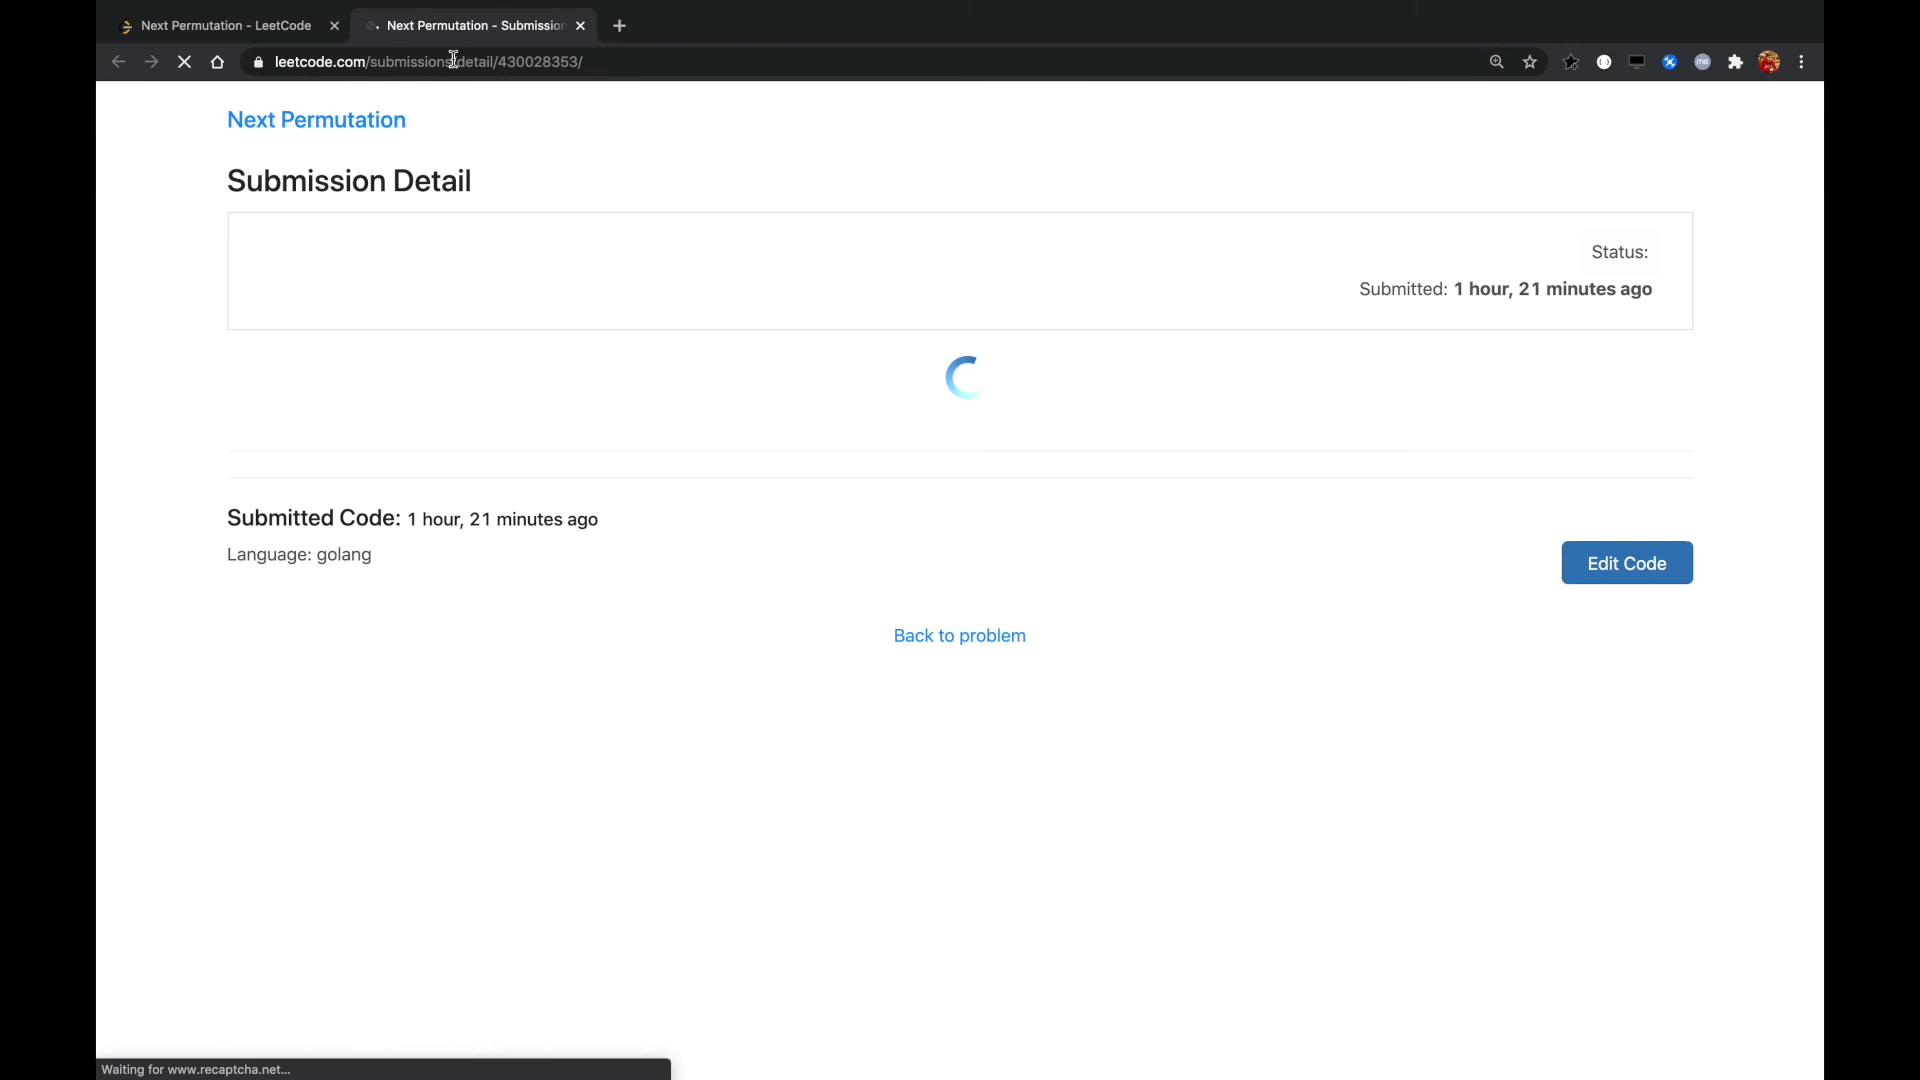 Next Permutation - LeetCode
Next Permutation - Submission
leetcode.com/submissions/detail/430028353/
Next Permutation
Submission Detail
Status:
Submitted: 1 hour, 21 minutes ago
Submitted Code: 1 hour, 21 minutes ago
Language: golang
Edit Code
Back to problem
Waiting for www.recaptcha.net...